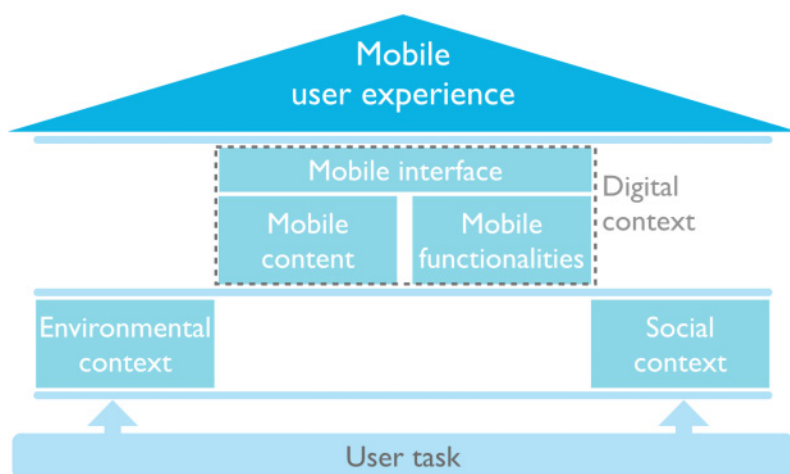 Mobile
user experience
Mobile interface
Digital
context
Mobile
content
Mobile
functionalities
Environmental
context
Social
context
User task